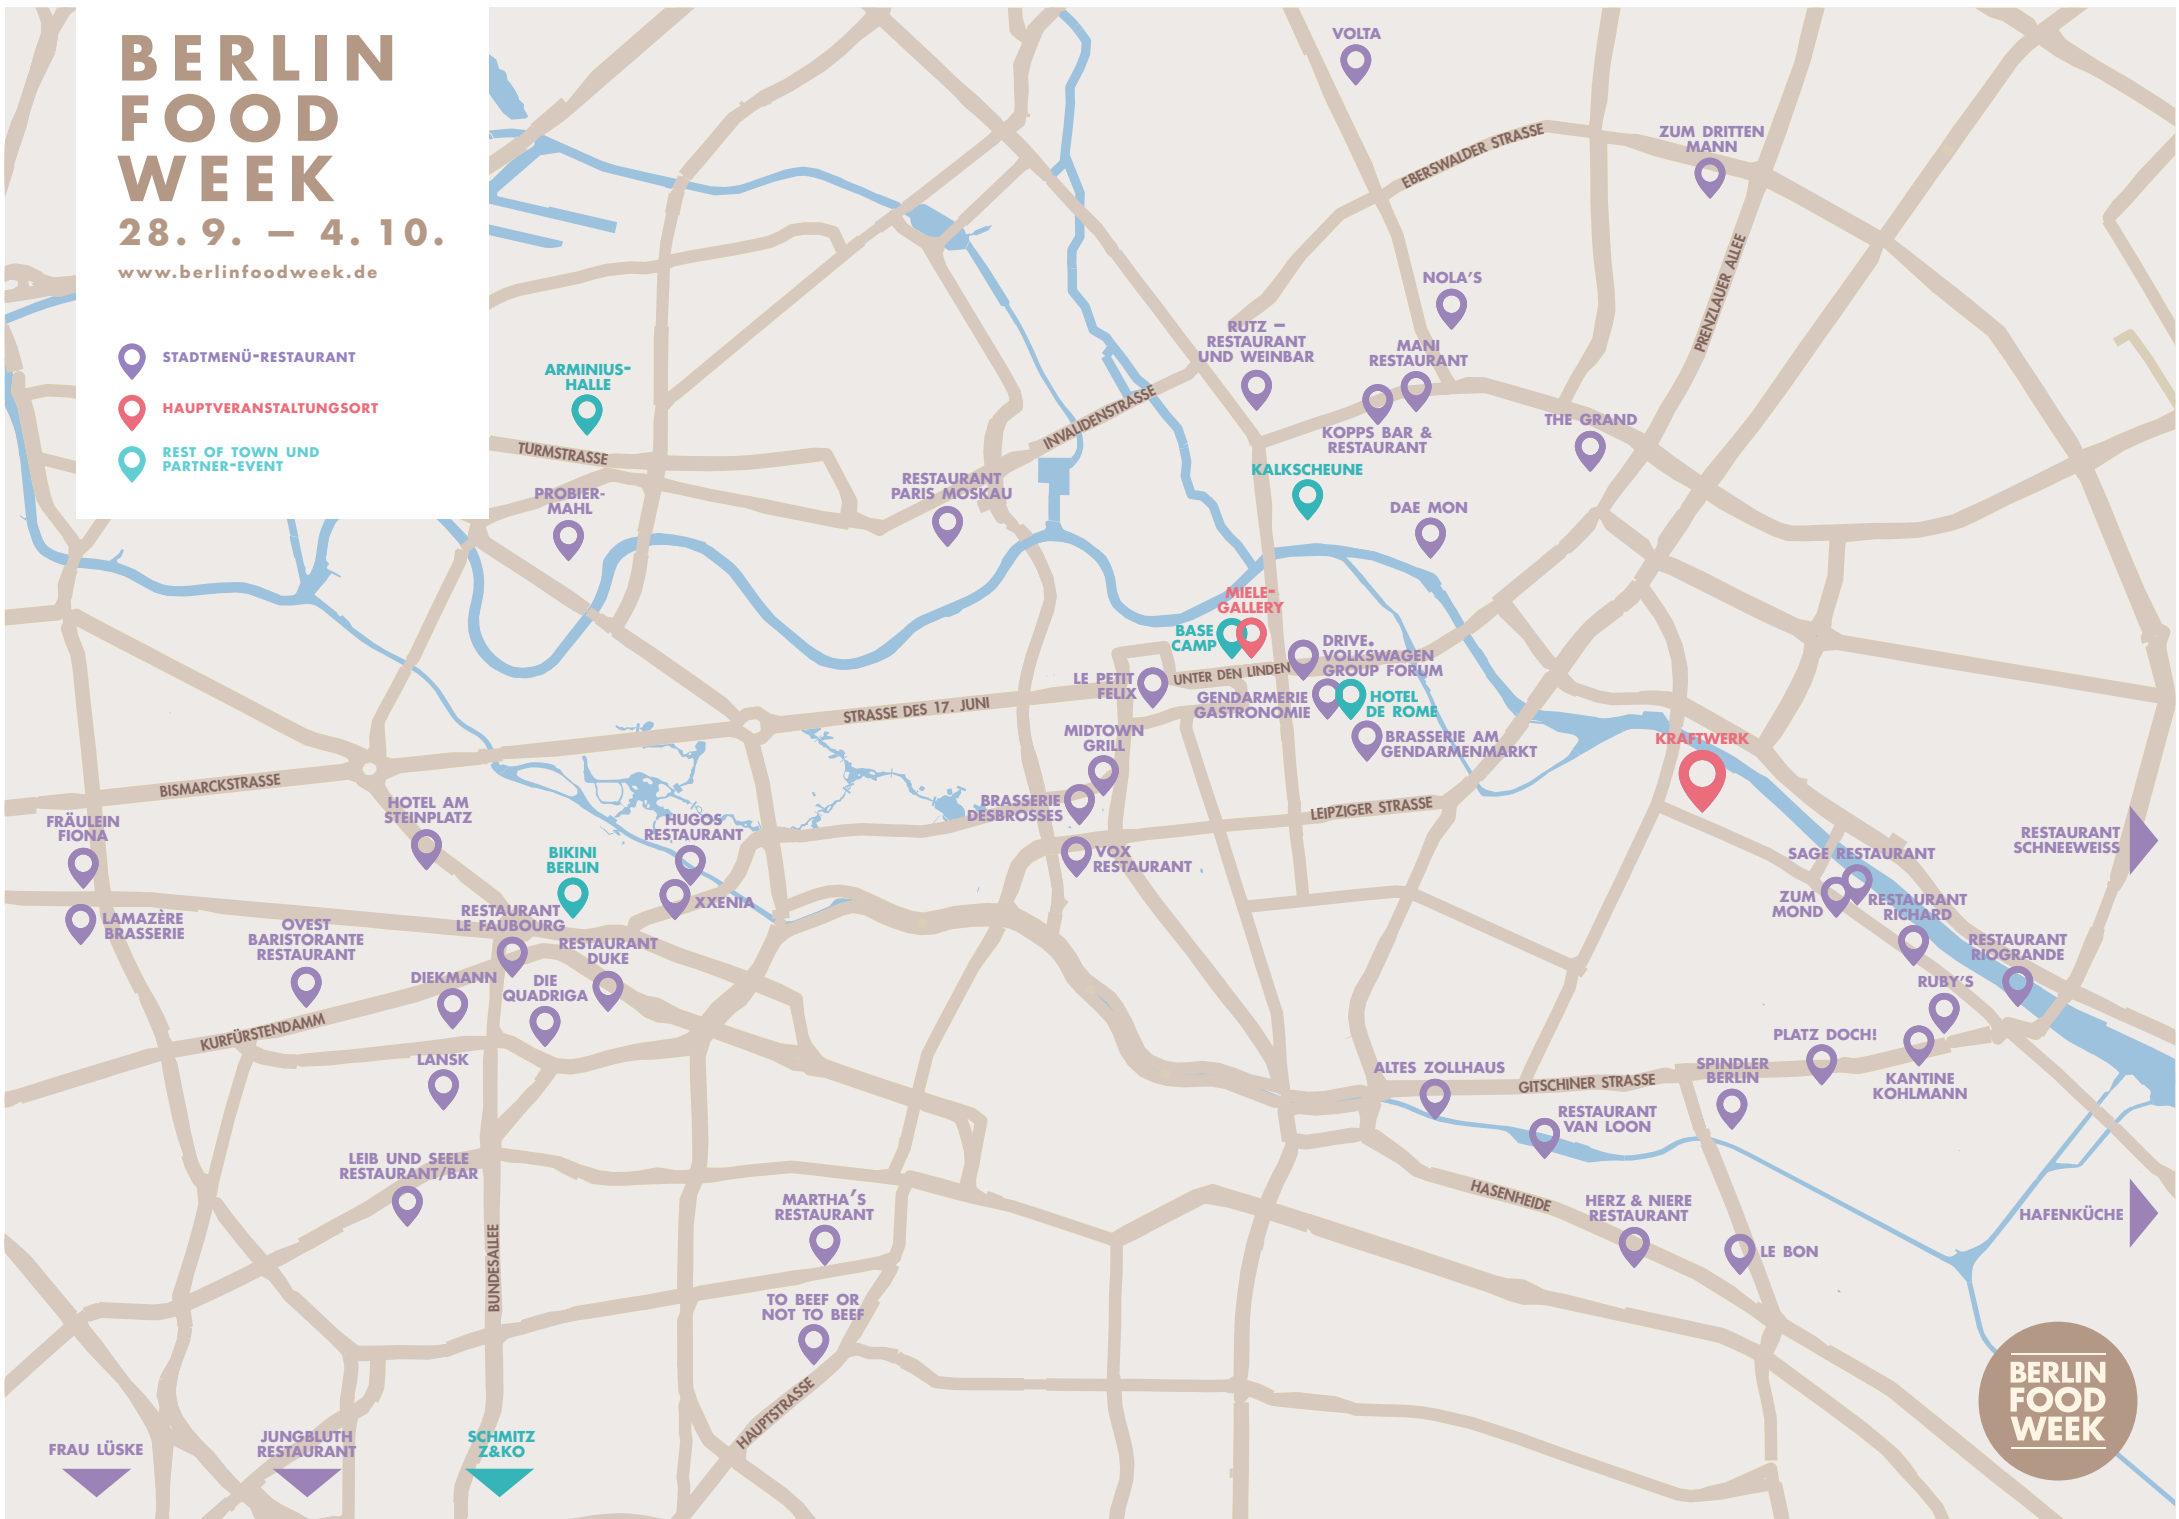 BERLIN
FOOD
WEEK
28.9. – 4.10.
www.berlinfoodweek.de
STADTMENÜ-RESTAURANT
HAUPTVERANSTALTUNGSORT
REST OF TOWN UND
PARTNER-EVENT
VOLTA
EBERSWALDER STRASSE
ZUM DRITTEN
MANN
PRENZLAUER ALLEE
NOLA'S
RUTZ –
RESTAURANT
UND WEINBAR
MANI
RESTAURANT
ARMINIUS-
HALLE
INVALIDENSTRASSE
THE GRAND
KOPPS BAR &
RESTAURANT
TURMSTRASSE
KALKSCHEUNE
RESTAURANT
PARIS MOSKAU
PROBIER-
MAHL
DAE MON
MIELE-
GALLERY
BASE
CAMP
DRIVE.
VOLKSWAGEN
GROUP FORUM
UNTER DEN LINDEN
LE PETIT
FELIX
GENDARMERIE
GASTRONOMIE
HOTEL
DE ROME
STRASSE DES 17. JUNI
MIDTOWN
GRILL
BRASSERIE AM
GENDARMENMARKT
KRAFTWERK
BISMARCKSTRASSE
HOTEL AM
STEINPLATZ
BRASSERIE
DESBROSSES
LEIPZIGER STRASSE
FRÄULEIN
FIONA
HUGOS
RESTAURANT
RESTAURANT
SCHNEEWEISS
BIKINI
BERLIN
VOX
RESTAURANT
SAGE RESTAURANT
XXENIA
ZUM
MOND
RESTAURANT
RICHARD
LAMAZÈRE
BRASSERIE
OVEST
BARISTORANTE
RESTAURANT
RESTAURANT
LE FAUBOURG
RESTAURANT
DUKE
RESTAURANT
RIOGRANDE
DIEKMANN
DIE
QUADRIGA
RUBY'S
KURFÜRSTENDAMM
PLATZ DOCH!
LANSK
ALTES ZOLLHAUS
SPINDLER
BERLIN
GITSCHINER STRASSE
KANTINE
KOHLMANN
RESTAURANT
VAN LOON
LEIB UND SEELE
RESTAURANT/BAR
MARTHA'S
RESTAURANT
HASENHEIDE
HERZ & NIERE
RESTAURANT
HAFENKÜCHE
LE BON
BUNDESALLEE
TO BEEF OR
NOT TO BEEF
HAUPTSTRASSE
FRAU LÜSKE
JUNGBLUTH
RESTAURANT
SCHMITZ
Z&KO
BERLIN
FOOD
WEEK